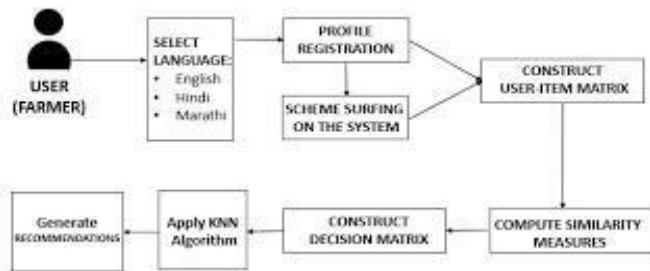 USER
(FARMER)
SELECT
LANGUAGE:
• English
• Hindi
• Marathi
PROFILE
REGISTRATION
SCHEME SURFING
ON THE SYSTEM
CONSTRUCT
USER-ITEM MATRIX
COMPUTE SIMILARITY
MEASURES
CONSTRUCT
DECISION MATRIX
Apply KNN
Algorithm
Generate
RECOMMENDATIONS